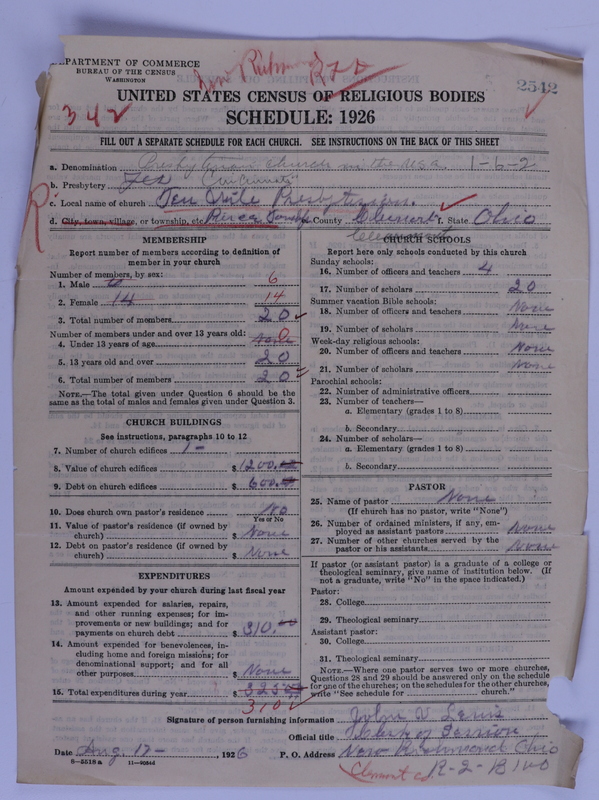 DEPARTMENT OF COMMERCE
BUREAU OF THE CENSUS
WASHINGTON
2542
342
UNITED STATES CENSUS OF RELIGIOUS BODIES
SCHEDULE: 1926
FILL OUT A SEPARATE SCHEDULE FOR EACH CHURCH. SEE INSTRUCTIONS ON THE BACK OF THIS SHEET
a. Denomination Presbyterian Church in the USA 1-6-2
b. Presbytery Cincinnati
c. Local name of church Ten Mile Presbyterian
d. City, town, village, or township, etc. Pierce Township County Clermont State Ohio
Clermont
MEMBERSHIP
Report number of members according to definition of
member in your church
Number of members, by sex:
1. Male 6 6
2. Female 14 14
3. Total number of members 20
Number of members under and over 13 years old:
4. Under 13 years of age None 0
5. 13 years old and over 20
6. Total number of members 20
NOTE.—The total given under Question 6 should be the
same as the total of males and females given under Question 3.
CHURCH BUILDINGS
See instructions, paragraphs 10 to 12
7. Number of church edifices 1-
8. Value of church edifices $1200.00
9. Debt on church edifices $600.00
10. Does church own pastor's residence No
Yes or No
11. Value of pastor's residence (if owned by
church) $ None
12. Debt on pastor's residence (if owned by
church) $ None
EXPENDITURES
Amount expended by your church during last fiscal year
13. Amount expended for salaries, repairs,
and other running expenses; for im-
provements or new buildings; and for
payments on church debt $ 310.00
14. Amount expended for benevolences, in-
cluding home and foreign missions; for
denominational support; and for all
other purposes $ None
15. Total expenditures during year $ 325.00
310
CHURCH SCHOOLS
Report here only schools conducted by this church
Sunday schools:
16. Number of officers and teachers 4
17. Number of scholars 20
Summer vacation Bible schools:
18. Number of officers and teachers None
19. Number of scholars None
Week-day religious schools:
20. Number of officers and teachers None
21. Number of scholars None
Parochial schools:
22. Number of administrative officers
23. Number of teachers—
a. Elementary (grades 1 to 8)
b. Secondary
24. Number of scholars—
a. Elementary (grades 1 to 8)
b. Secondary
PASTOR
25. Name of pastor None
(If church has no pastor, write "None")
26. Number of ordained ministers, if any, em-
ployed as assistant pastors None
27. Number of other churches served by the
pastor or his assistants None
If pastor (or assistant pastor) is a graduate of a college or
theological seminary, give name of institution below. (If
not a graduate, write "No" in the space indicated.)
Pastor:
28. College
29. Theological seminary
Assistant pastor:
30. College
31. Theological seminary
NOTE.—Where one pastor serves two or more churches,
Questions 28 and 29 should be answered only on the schedule
for one of the churches; on the schedules for the other churches,
write "See schedule for church."
Signature of person furnishing information John V Lewis
Official title Clerk of Session
Date Aug. 17- , 1926 P. O. Address New Richmond Ohio
8-5518a 11-90546
Clermont co R-2-B 140